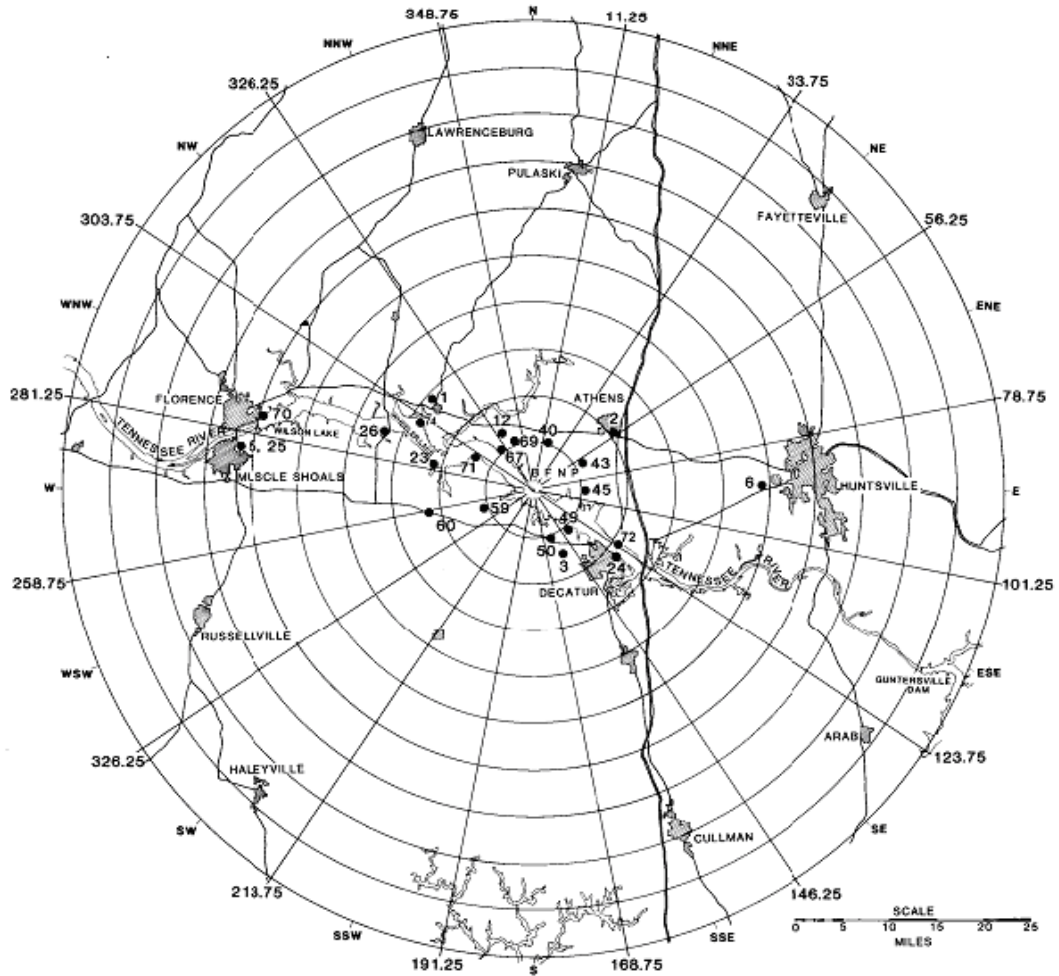 N
348.75
11.25
NNW
NNE
326.25
33.75
LAWRENCEBURG
NW
NE
PULASKI
FAYETTEVILLE
303.75
56.25
WNW
ENE
281.25
78.75
FLORENCE
ATHENS
1
70
74
2
TENNESSEE RIVER
WILSON LAKE
26
12
69
40
5, 25
67
MUSCLE SHOALS
23
71
43
BFNP
W
6
HUNTSVILLE
E
45
59
60
49
50
72
3
24
TENNESSEE RIVER
258.75
101.25
DECATUR
RUSSELLVILLE
WSW
ESE
GUNTERSVILLE
DAM
ARAB
326.25
123.75
HALEYVILLE
SW
SE
CULLMAN
213.75
146.25
SCALE
0 5 10 15 20 25
MILES
SSW
SSE
191.25
S
168.75